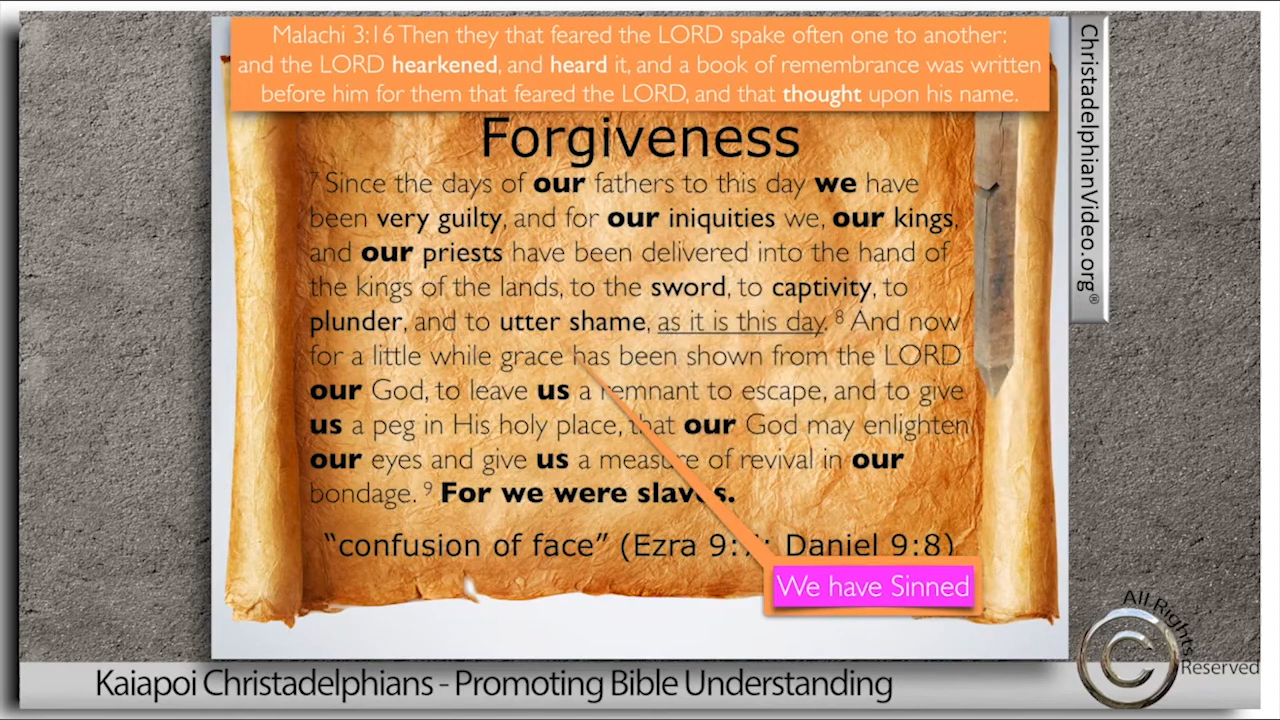 Malachi 3:16 Then they that feared the LORD spake often one to another:
and the LORD hearkened, and heard it, and a book of remembrance was written
before him for them that feared the LORD, and that thought upon his name.
Forgiveness
7 Since the days of our fathers to this day we have
been very guilty, and for our iniquities we, our kings,
and our priests have been delivered into the hand of
the kings of the lands, to the sword, to captivity, to
plunder, and to utter shame, as it is this day. 8 And now
for a little while grace has been shown from the LORD
our God, to leave us a remnant to escape, and to give
us a peg in His holy place, that our God may enlighten
our eyes and give us a measure of revival in our
bondage. 9 For we were slaves.
“confusion of face” (Ezra 9:7: Daniel 9:8)
We have Sinned
ChristadelphianVideo.org®
Kaiapoi Christadelphians - Promoting Bible Understanding
All Rights
C
Reserved